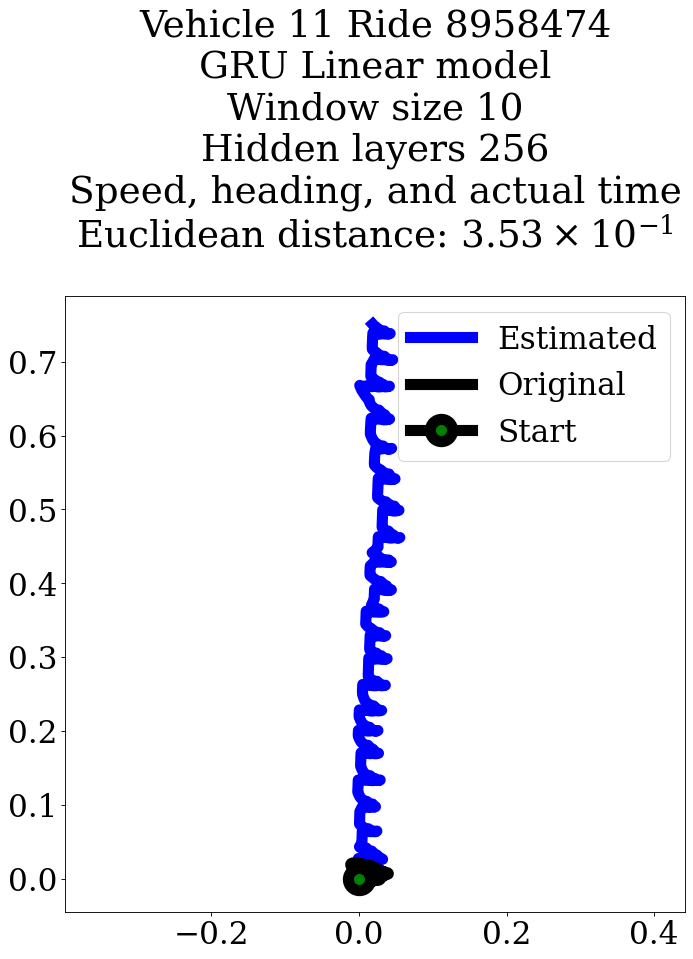 Vehicle 11 Ride 8958474
GRU Linear model
Window size 10
Hidden layers 256
Speed, heading, and actual time
Euclidean distance: 3.53 × 10⁻¹
Estimated
Original
Start
0.7
0.6
0.5
0.4
0.3
0.2
0.1
0.0
−0.2 0.0 0.2 0.4